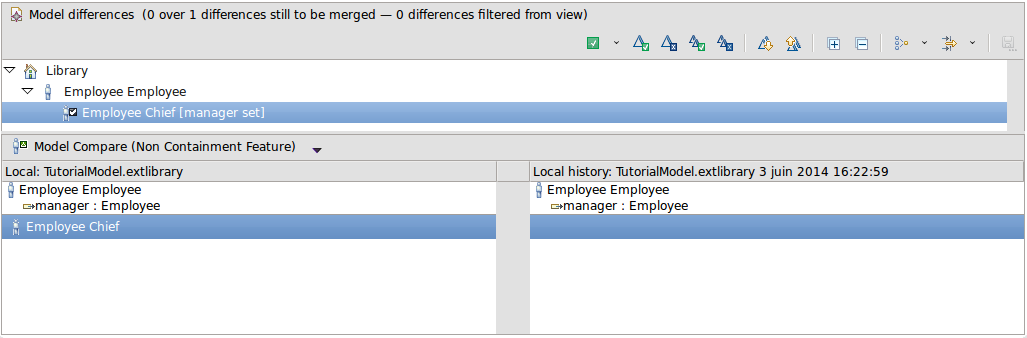 Model differences (0 over 1 differences still to be merged — 0 differences filtered from view)
Library
Employee Employee
Employee Chief [manager set]
Model Compare (Non Containment Feature)
Local: TutorialModel.extlibrary
Local history: TutorialModel.extlibrary 3 juin 2014 16:22:59
Employee Employee
Employee Employee
manager : Employee
manager : Employee
Employee Chief